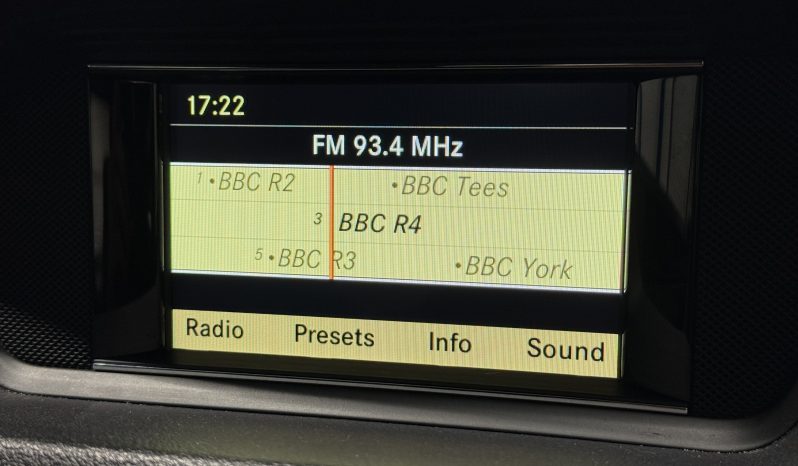 17:22
FM 93.4 MHz
1 •BBC R2 •BBC Tees
3 BBC R4
5 •BBC R3 •BBC York
Radio Presets Info Sound